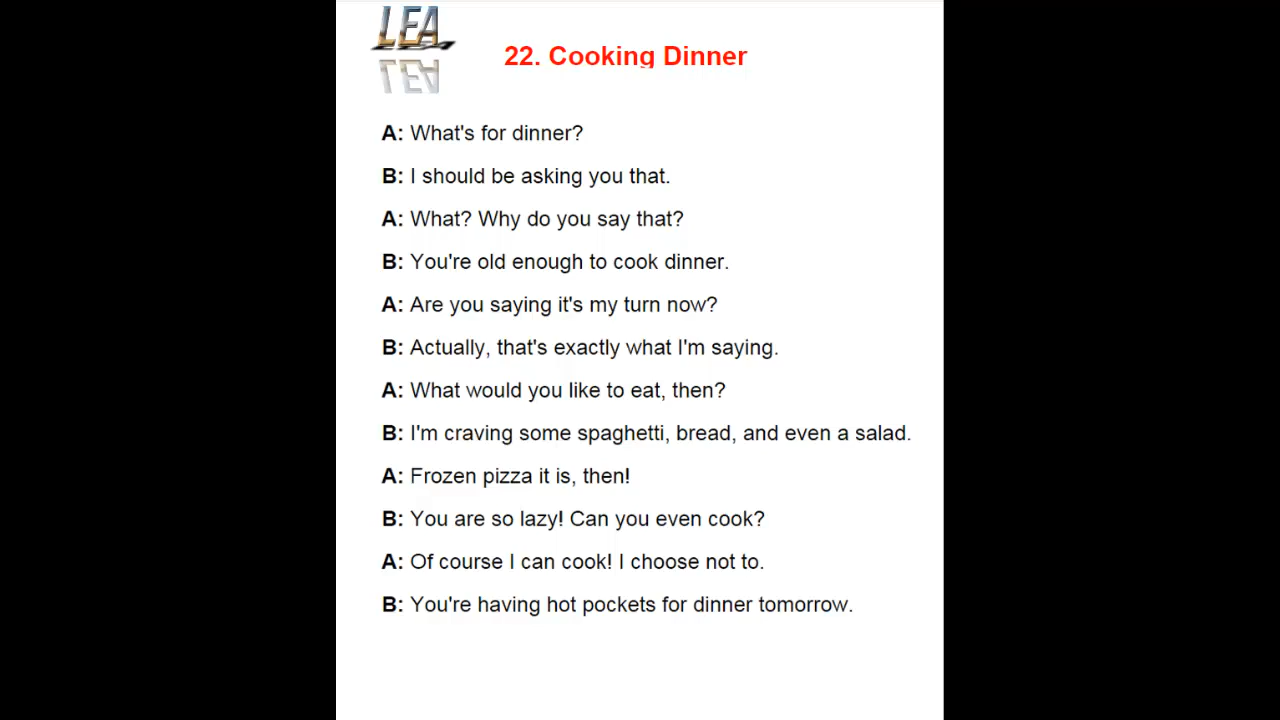 LEA
22. Cooking Dinner
A: What's for dinner?
B: I should be asking you that.
A: What? Why do you say that?
B: You're old enough to cook dinner.
A: Are you saying it's my turn now?
B: Actually, that's exactly what I'm saying.
A: What would you like to eat, then?
B: I'm craving some spaghetti, bread, and even a salad.
A: Frozen pizza it is, then!
B: You are so lazy! Can you even cook?
A: Of course I can cook! I choose not to.
B: You're having hot pockets for dinner tomorrow.